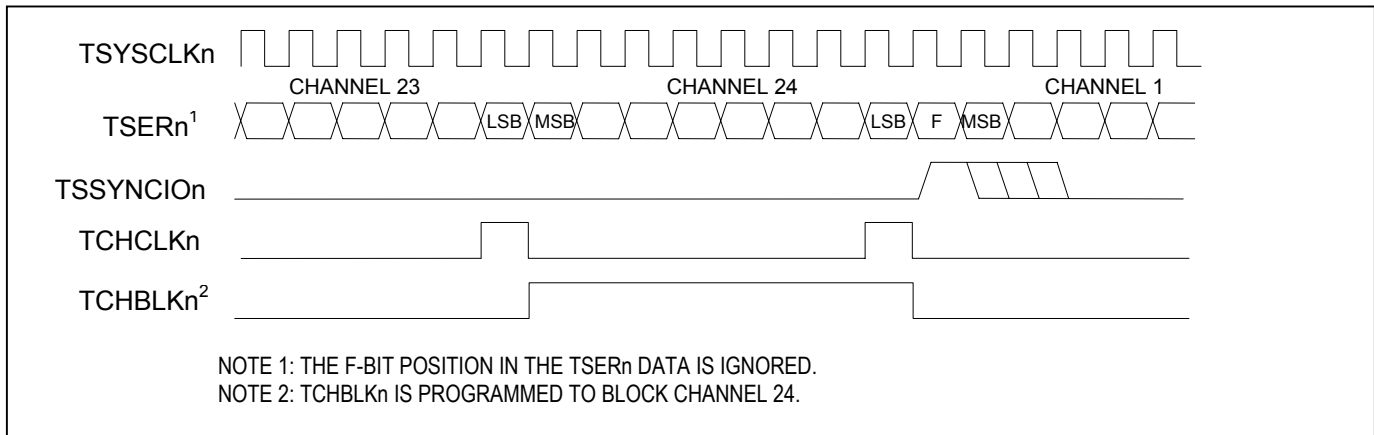 TSYSCLKn
CHANNEL 23 CHANNEL 24 CHANNEL 1
TSERn¹ LSB MSB LSB F MSB
TSSYNCIOn
TCHCLKn
TCHBLKn²
NOTE 1: THE F-BIT POSITION IN THE TSERn DATA IS IGNORED.
NOTE 2: TCHBLKn IS PROGRAMMED TO BLOCK CHANNEL 24.